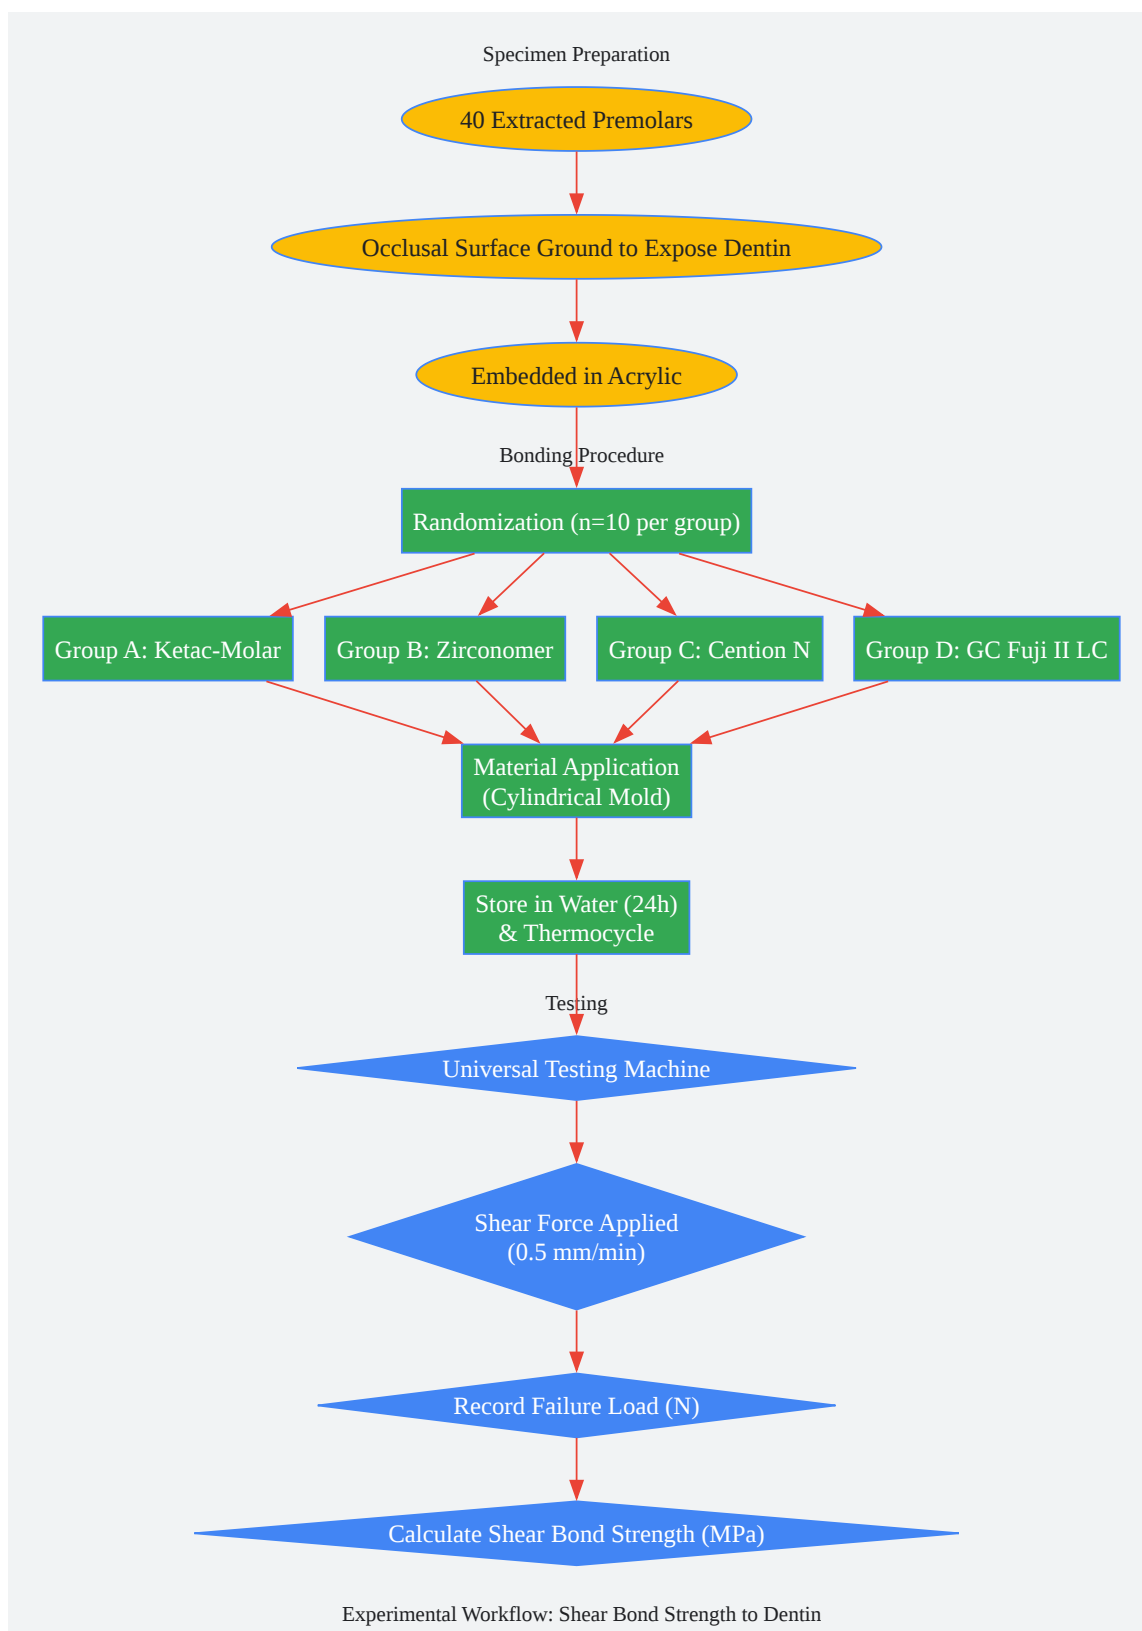 Specimen Preparation
40 Extracted Premolars
Occlusal Surface Ground to Expose Dentin
Embedded in Acrylic
Bonding Procedure
Randomization (n=10 per group)
Group A: Ketac-Molar
Group B: Zirconomer
Group C: Cention N
Group D: GC Fuji II LC
Material Application
(Cylindrical Mold)
Store in Water (24h)
& Thermocycle
Testing
Universal Testing Machine
Shear Force Applied
(0.5 mm/min)
Record Failure Load (N)
Calculate Shear Bond Strength (MPa)
Experimental Workflow: Shear Bond Strength to Dentin